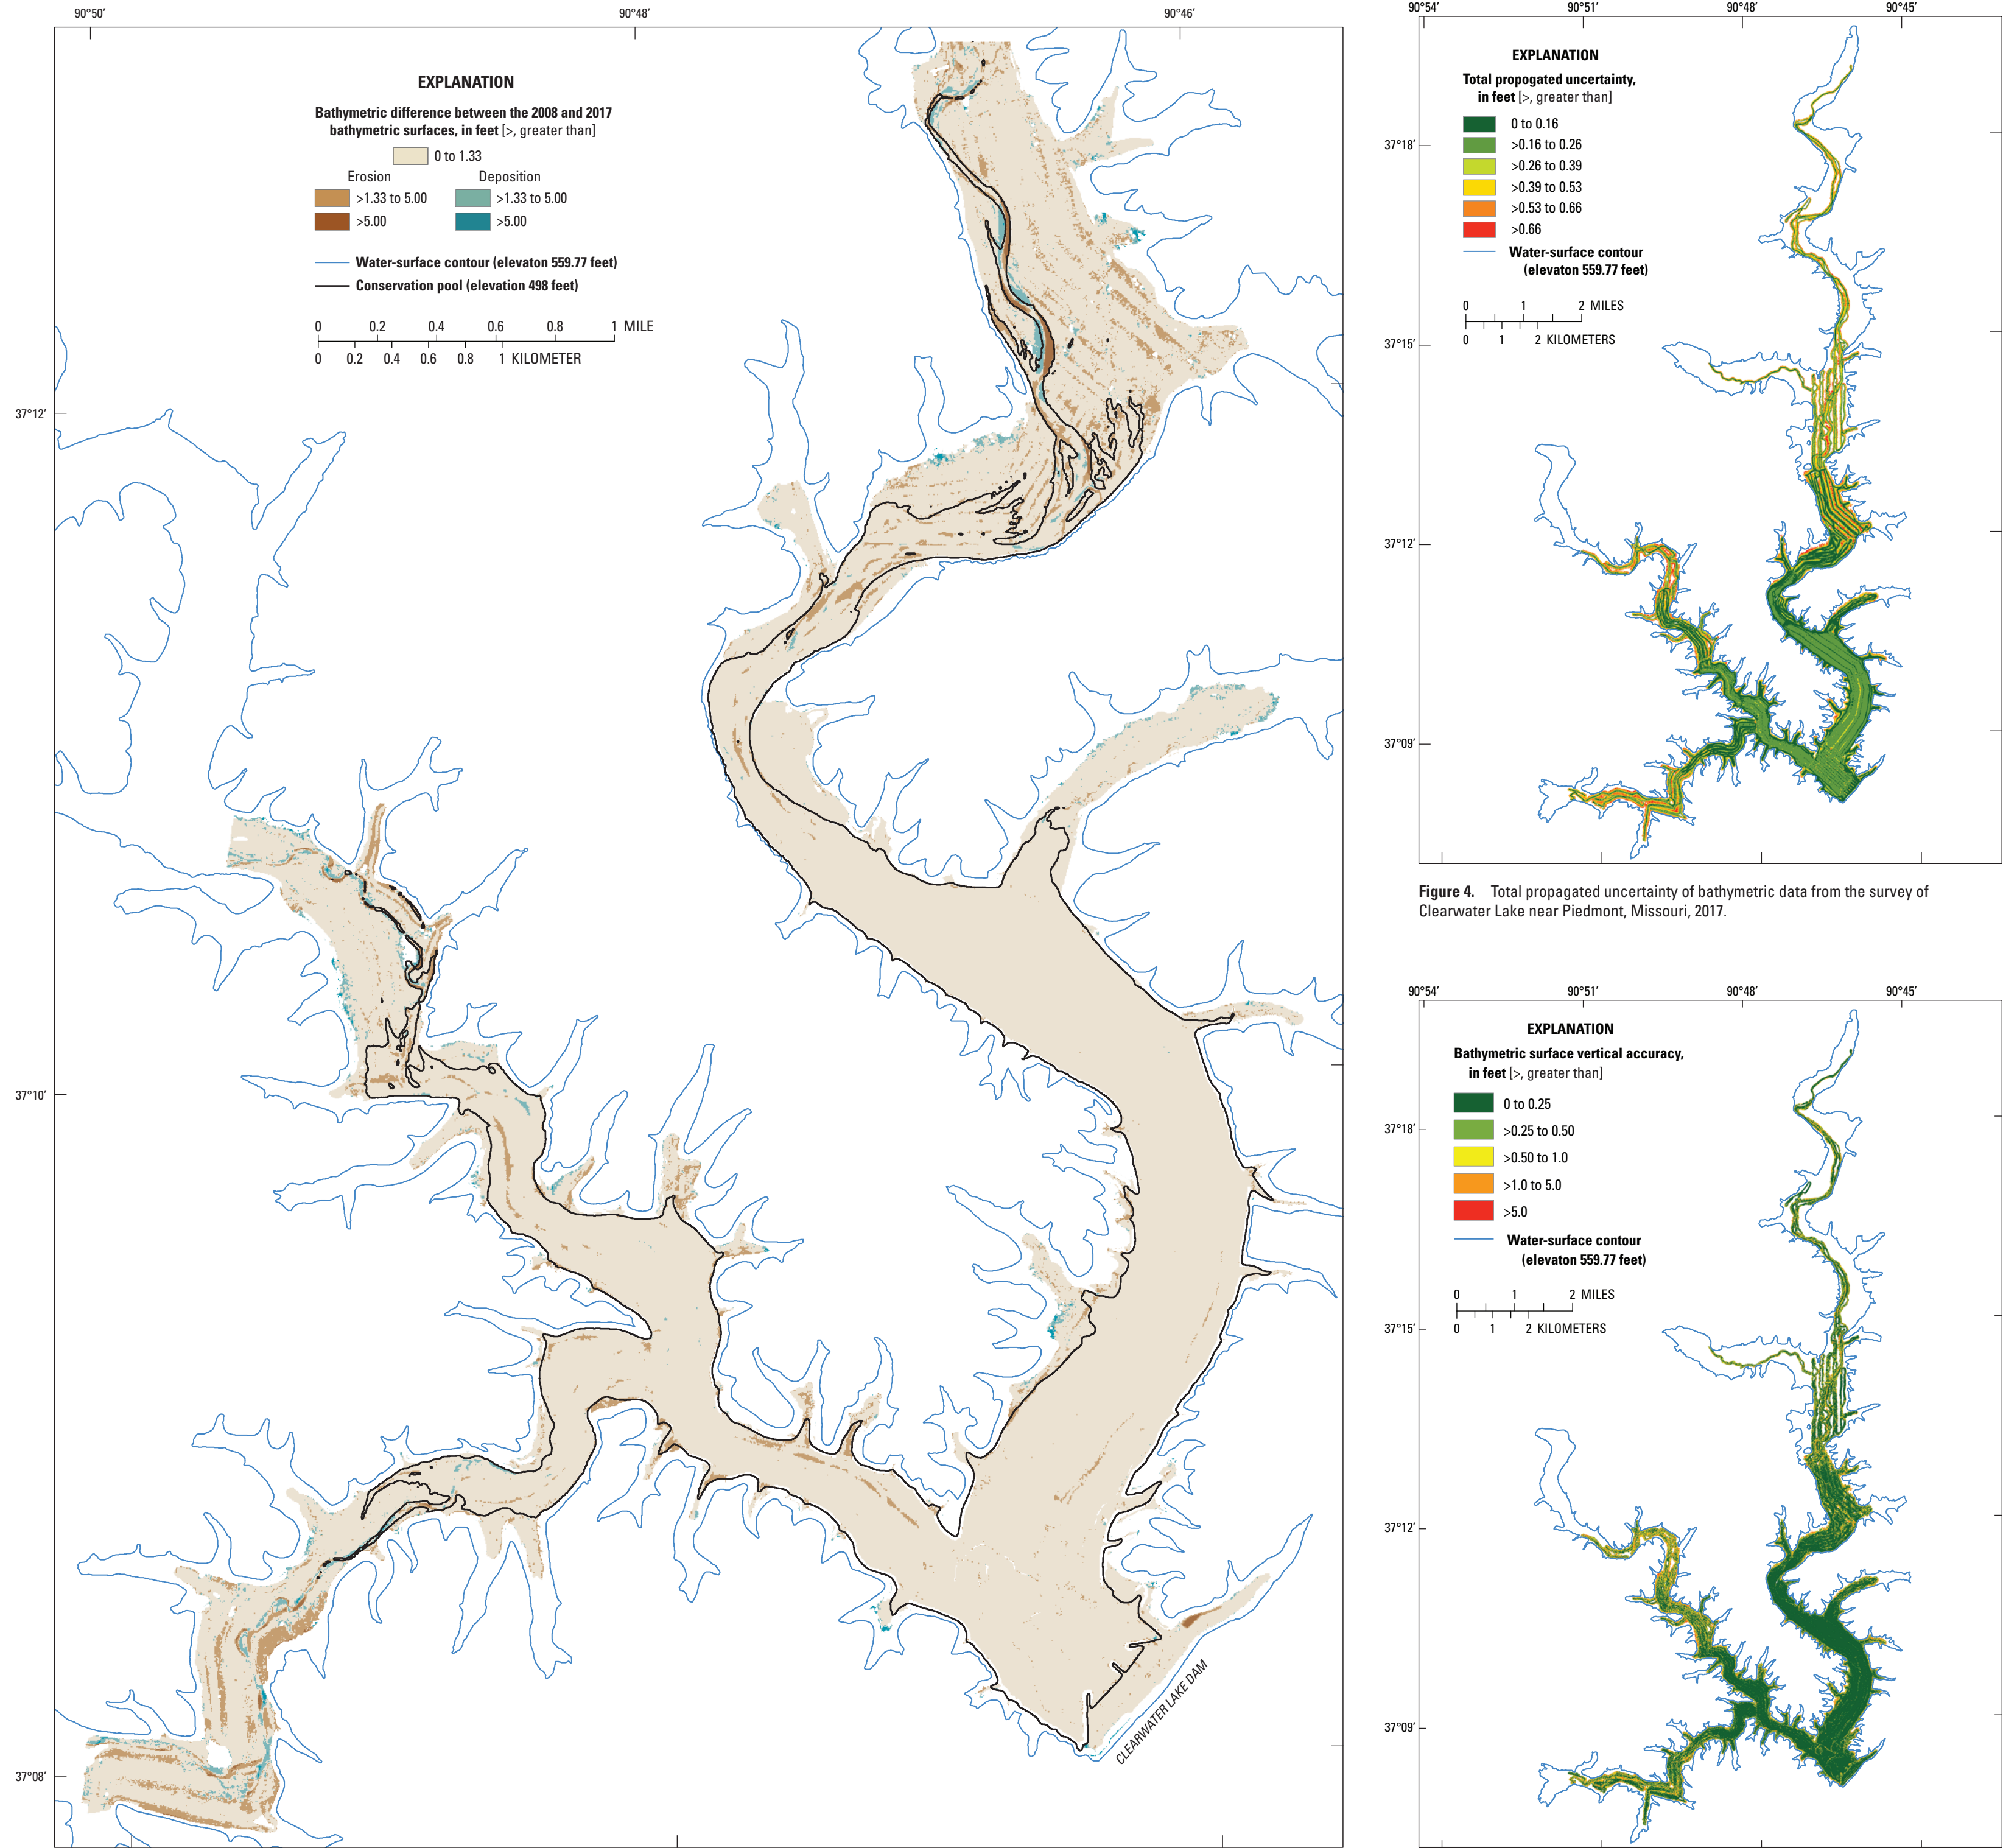 90°50′ 90°48′ 90°46′
EXPLANATION
Bathymetric difference between the 2008 and 2017
bathymetric surfaces, in feet [>, greater than]
0 to 1.33
Erosion Deposition
>1.33 to 5.00 >1.33 to 5.00
>5.00 >5.00
Water-surface contour (elevaton 559.77 feet)
Conservation pool (elevation 498 feet)
0 0.2 0.4 0.6 0.8 1 MILE
0 0.2 0.4 0.6 0.8 1 KILOMETER
37°12′
37°10′
37°08′
CLEARWATER LAKE DAM
90°54′ 90°51′ 90°48′ 90°45′
EXPLANATION
Total propogated uncertainty,
in feet [>, greater than]
0 to 0.16
>0.16 to 0.26
>0.26 to 0.39
>0.39 to 0.53
>0.53 to 0.66
>0.66
Water-surface contour
(elevaton 559.77 feet)
0 1 2 MILES
0 1 2 KILOMETERS
37°18′
37°15′
37°12′
37°09′
Figure 4. Total propagated uncertainty of bathymetric data from the survey of
Clearwater Lake near Piedmont, Missouri, 2017.
90°54′ 90°51′ 90°48′ 90°45′
EXPLANATION
Bathymetric surface vertical accuracy,
in feet [>, greater than]
0 to 0.25
>0.25 to 0.50
>0.50 to 1.0
>1.0 to 5.0
>5.0
Water-surface contour
(elevaton 559.77 feet)
0 1 2 MILES
0 1 2 KILOMETERS
37°18′
37°15′
37°12′
37°09′